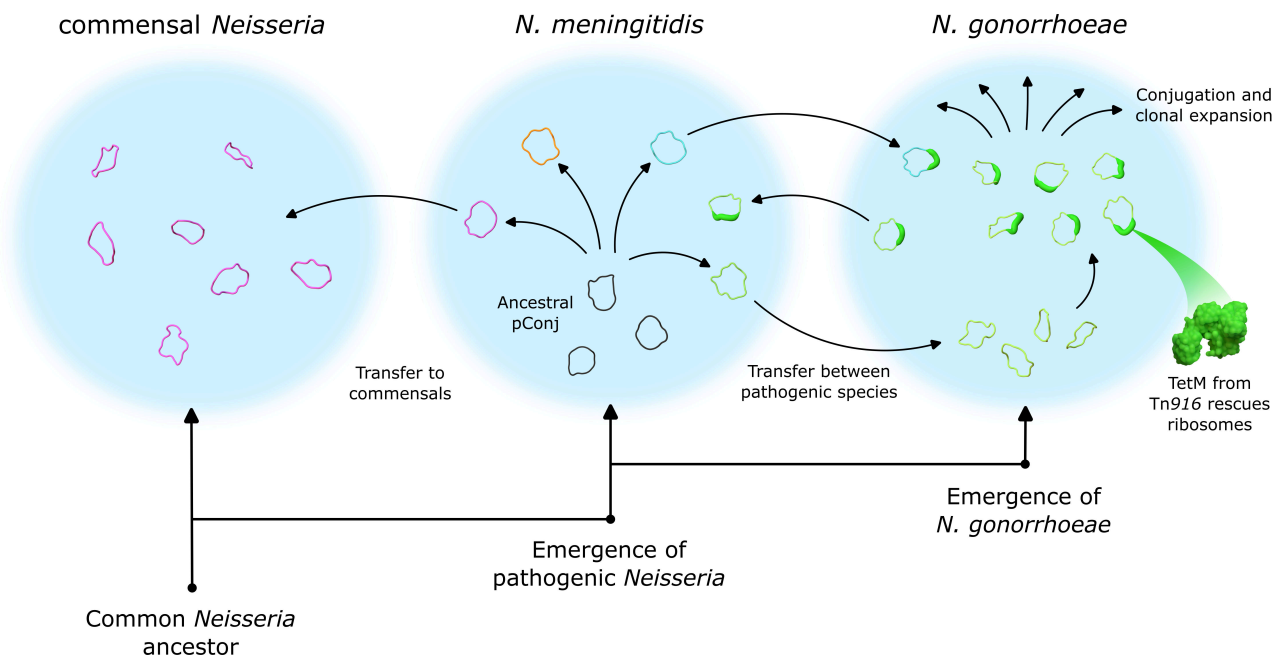 commensal Neisseria
N. meningitidis
N. gonorrhoeae
Conjugation and
clonal expansion
Ancestral
pConj
Transfer to
commensals
Transfer between
pathogenic species
TetM from
Tn916 rescues
ribosomes
Emergence of
N. gonorrhoeae
Emergence of
pathogenic Neisseria
Common Neisseria
ancestor